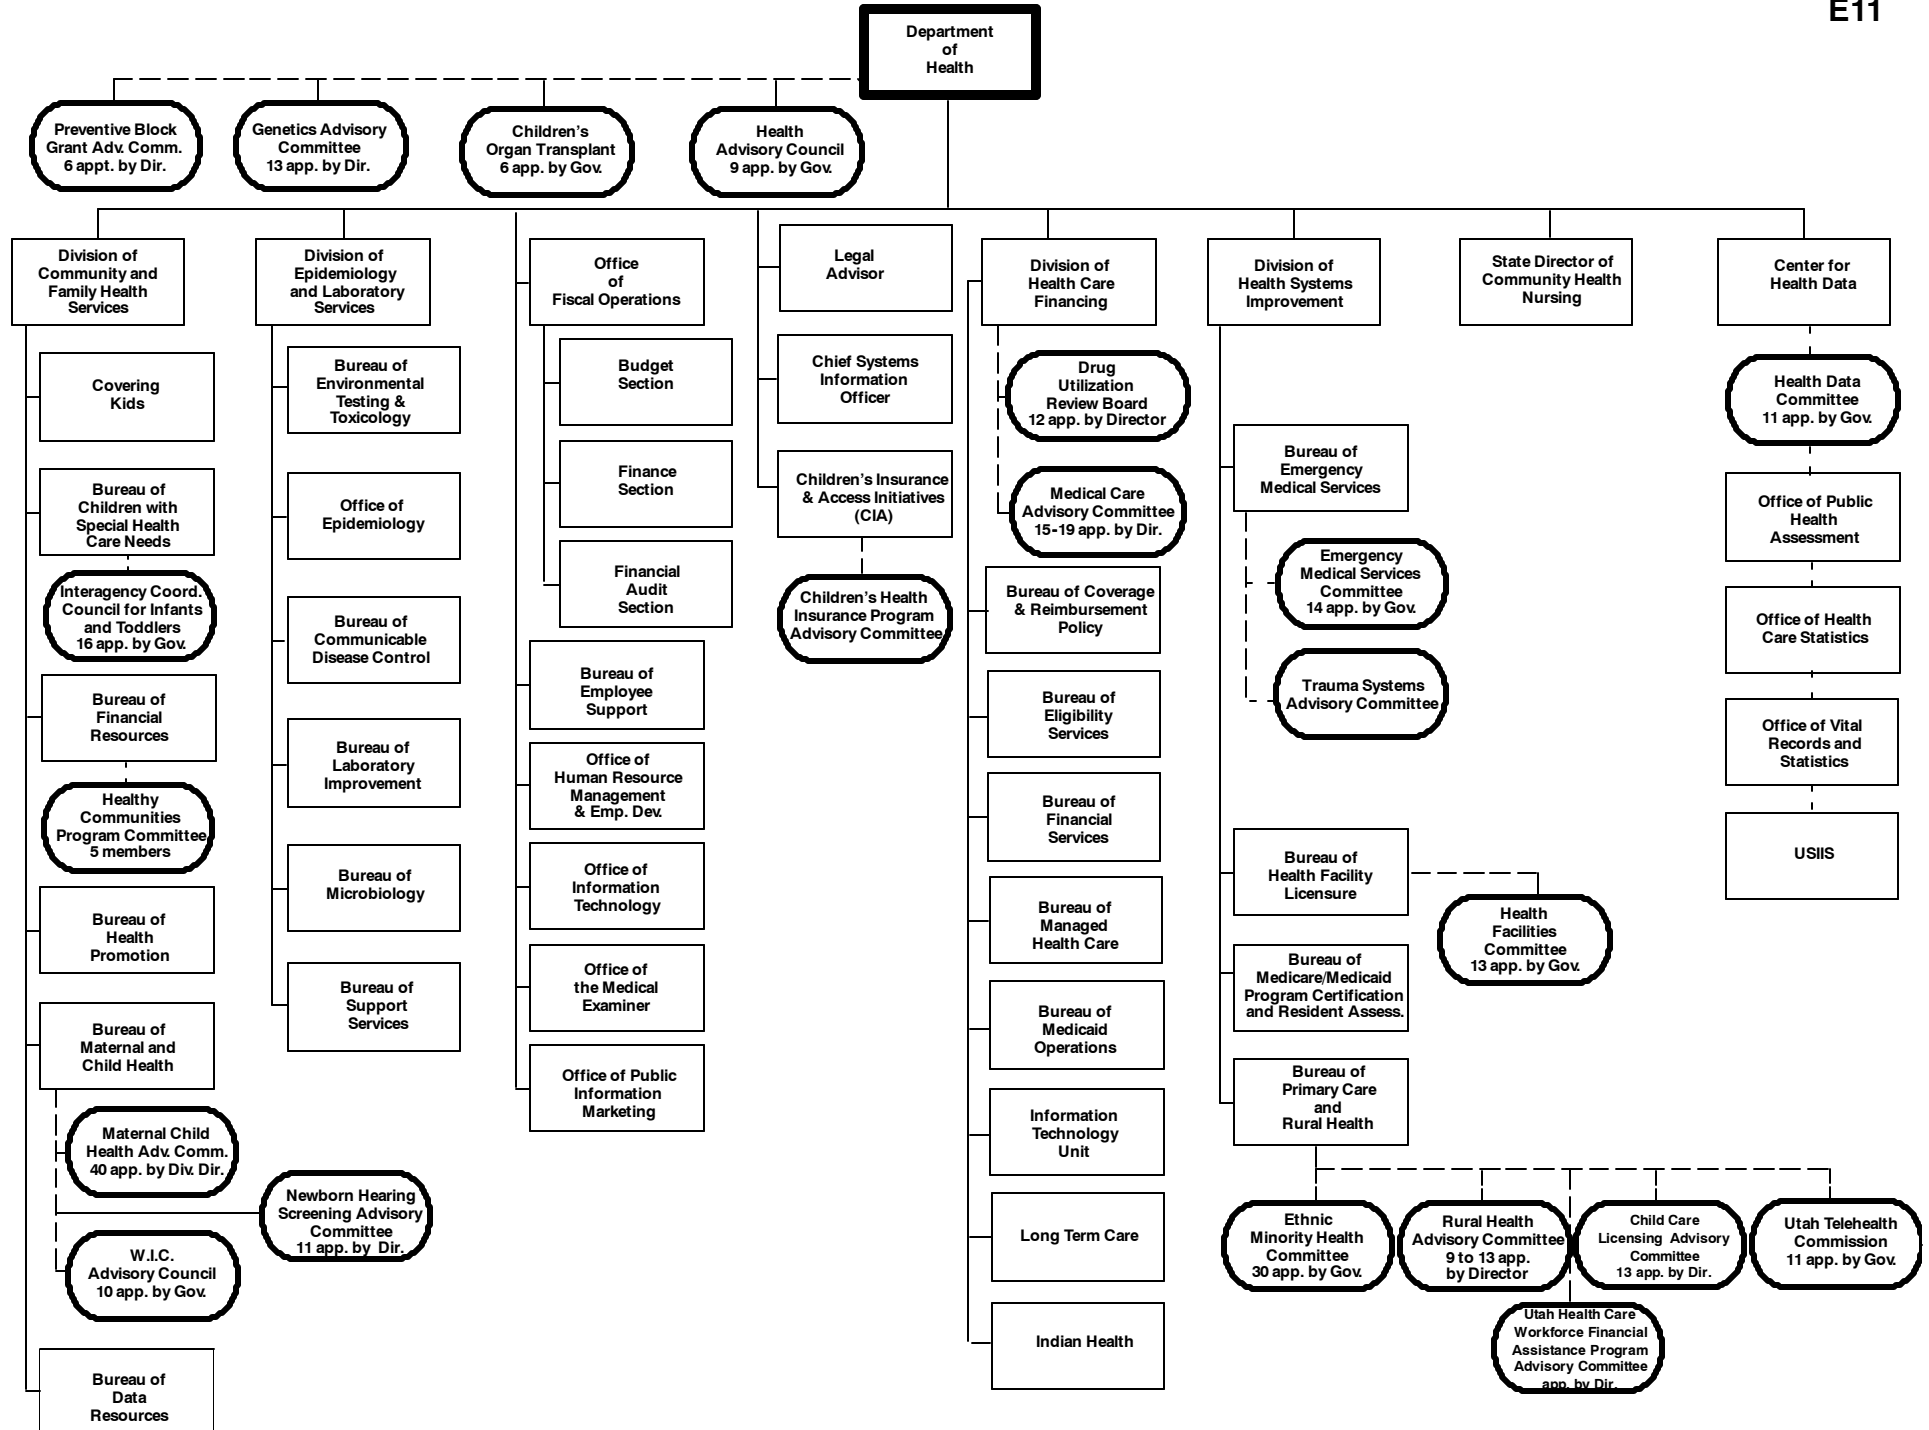 E11
Department
of
Health
Preventive Block
Grant Adv. Comm.
6 appt. by Dir.
Genetics Advisory
Committee
13 app. by Dir.
Children’s
Organ Transplant
6 app. by Gov.
Health
Advisory Council
9 app. by Gov.
Division of
Community and
Family Health
Services
Covering
Kids
Bureau of
Children with
Special Health
Care Needs
Interagency Coord.
Council for Infants
and Toddlers
16 app. by Gov.
Bureau of
Financial
Resources
Healthy
Communities
Program Committee
5 members
Bureau of
Health
Promotion
Bureau of
Maternal and
Child Health
Maternal Child
Health Adv. Comm.
40 app. by Div. Dir.
Newborn Hearing
Screening Advisory
Committee
11 app. by Dir.
W.I.C.
Advisory Council
10 app. by Gov.
Bureau of
Data
Resources
Division of
Epidemiology
and Laboratory
Services
Bureau of
Environmental
Testing &
Toxicology
Office of
Epidemiology
Bureau of
Communicable
Disease Control
Bureau of
Laboratory
Improvement
Bureau of
Microbiology
Bureau of
Support
Services
Office
of
Fiscal Operations
Budget
Section
Finance
Section
Financial
Audit
Section
Bureau of
Employee
Support
Office of
Human Resource
Management
& Emp. Dev.
Office of
Information
Technology
Office of
the Medical
Examiner
Office of Public
Information
Marketing
Legal
Advisor
Chief Systems
Information
Officer
Children’s Insurance
& Access Initiatives
(CIA)
Children’s Health
Insurance Program
Advisory Committee
Division of
Health Care
Financing
Drug
Utilization
Review Board
12 app. by Director
Medical Care
Advisory Committee
15-19 app. by Dir.
Bureau of Coverage
& Reimbursement
Policy
Bureau of
Eligibility
Services
Bureau of
Financial
Services
Bureau of
Managed
Health Care
Bureau of
Medicaid
Operations
Information
Technology
Unit
Long Term Care
Indian Health
Division of
Health Systems
Improvement
Bureau of
Emergency
Medical Services
Emergency
Medical Services
Committee
14 app. by Gov.
Trauma Systems
Advisory Committee
Bureau of
Health Facility
Licensure
Health
Facilities
Committee
13 app. by Gov.
Bureau of
Medicare/Medicaid
Program Certification
and Resident Assess.
Bureau of
Primary Care
and
Rural Health
Ethnic
Minority Health
Committee
30 app. by Gov.
Rural Health
Advisory Committee
9 to 13 app.
by Director
Child Care
Licensing Advisory
Committee
13 app. by Dir.
Utah Telehealth
Commission
11 app. by Gov.
Utah Health Care
Workforce Financial
Assistance Program
Advisory Committee
app. by Dir.
State Director of
Community Health
Nursing
Center for
Health Data
Health Data
Committee
11 app. by Gov.
Office of Public
Health
Assessment
Office of Health
Care Statistics
Office of Vital
Records and
Statistics
USIIS